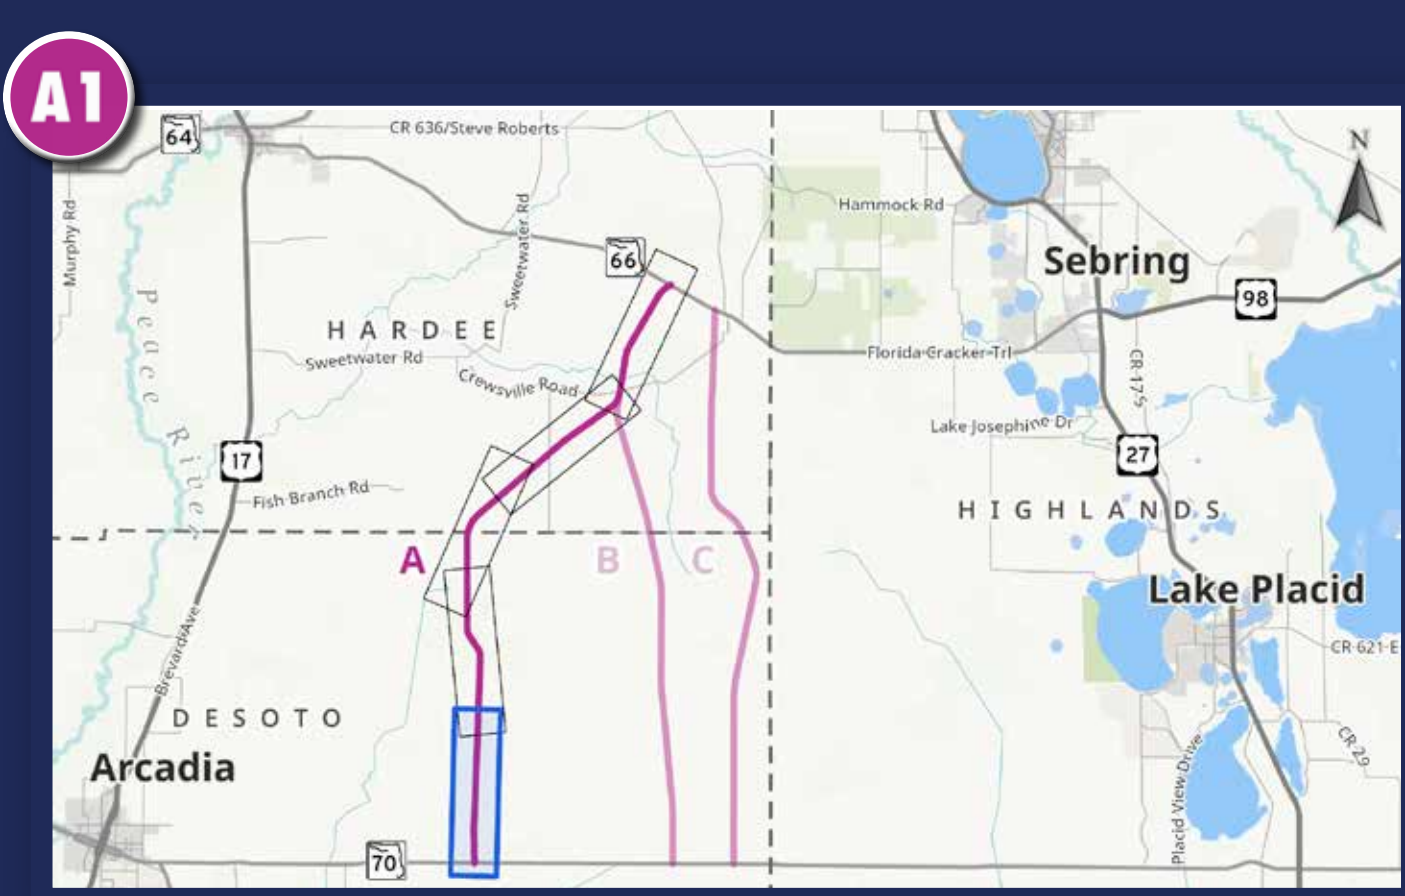 A1
64
CR 636/Steve Roberts
N
Murphy Rd
Sweetwater Rd
Hammock Rd
66
Sebring
98
Peace River
HARDEE
Sweetwater Rd
Florida Cracker Trl
CR 17 S
Crewsville Road
Lake Josephine Dr
17
27
Fish Branch Rd
HIGHLANDS
A
B
C
Lake Placid
Brevard Ave
CR 621 E
DESOTO
Arcadia
CR 29
Placid View Drive
70